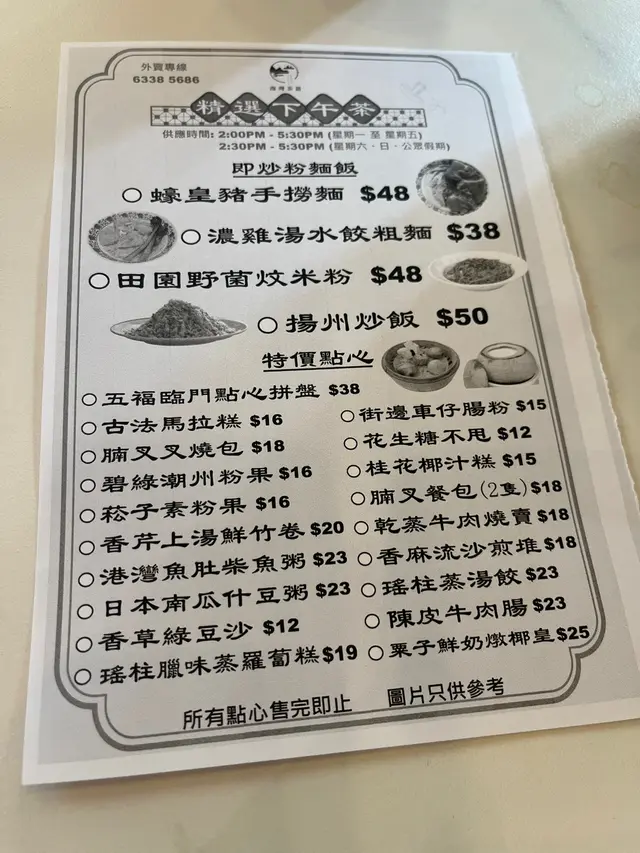 外賣專線
6338 5686
精選下午茶
供應時間: 2:00PM - 5:30PM (星期一 至 星期五)
2:30PM - 5:30PM (星期六、日、公眾假期)
即炒粉麵飯
蠔皇豬手撈麵 $48
濃雞湯水餃粗麵 $38
田園野菌炆米粉 $48
揚州炒飯 $50
特價點心
五福臨門點心拼盤 $38
古法馬拉糕 $16
腩叉叉燒包 $18
碧綠潮州粉果 $16
菘子素粉果 $16
香芹上湯鮮竹卷 $20
港灣魚肚柴魚粥 $23
日本南瓜什豆粥 $23
香草綠豆沙 $12
瑤柱臘味蒸羅蔔糕 $19
街邊車仔腸粉 $15
花生糖不甩 $12
桂花椰汁糕 $15
腩叉餐包(2隻) $18
乾蒸牛肉燒賣 $18
香麻流沙煎堆 $18
瑤柱蒸湯餃 $23
陳皮牛肉腸 $23
栗子鮮奶燉椰皇 $25
所有點心售完即止 圖片只供參考